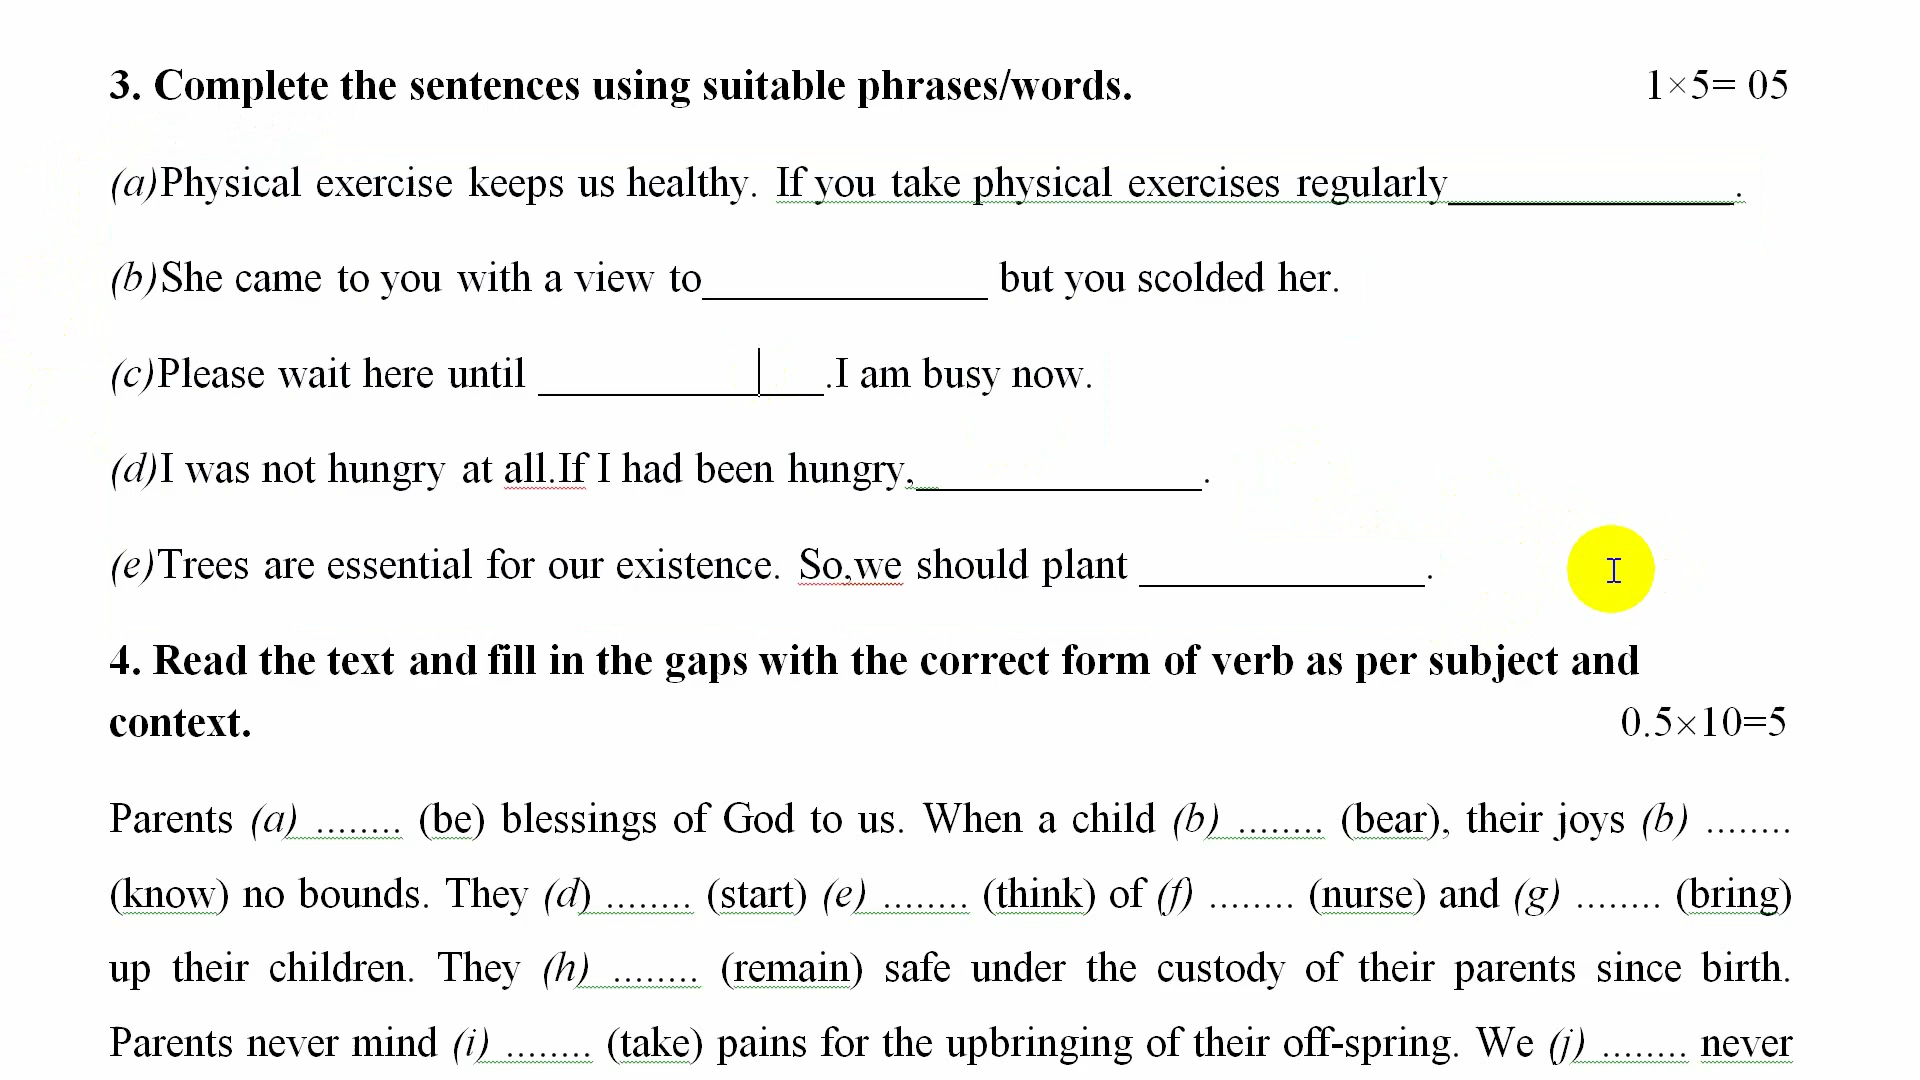 3. Complete the sentences using suitable phrases/words. 1×5= 05
(a)Physical exercise keeps us healthy. If you take physical exercises regularly______________.
(b)She came to you with a view to______________ but you scolded her.
(c)Please wait here until ______________.I am busy now.
(d)I was not hungry at all.If I had been hungry,______________.
(e)Trees are essential for our existence. So,we should plant ______________.
4. Read the text and fill in the gaps with the correct form of verb as per subject and
context. 0.5×10=5
Parents (a) ........ (be) blessings of God to us. When a child (b) ........ (bear), their joys (b) ........
(know) no bounds. They (d) ........ (start) (e) ........ (think) of (f) ........ (nurse) and (g) ........ (bring)
up their children. They (h) ........ (remain) safe under the custody of their parents since birth.
Parents never mind (i) ........ (take) pains for the upbringing of their off-spring. We (j) ........ never